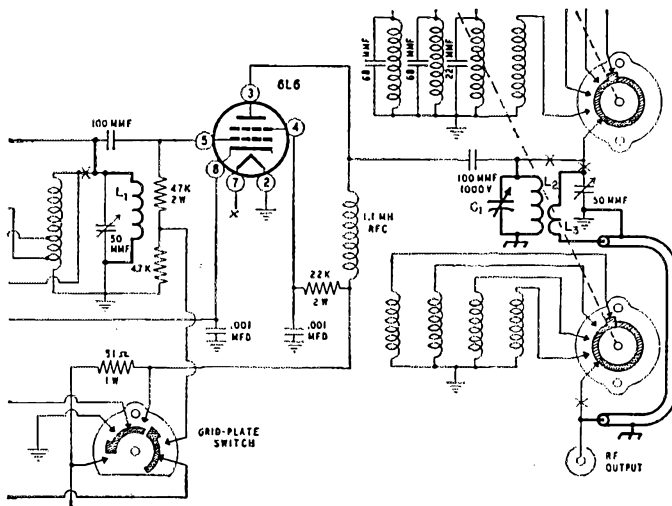 68 MMF
68 MMF
22 MMF
6L6
3
100 MMF
5
4
8
7
2
L1
47K
2W
50
MMF
4.7K
100 MMF
1000V
L2
C1
L3
50 MMF
1.1 MH
RFC
22K
2W
.001
MFD
.001
MFD
51Ω
1W
GRID-PLATE
SWITCH
RF
OUTPUT